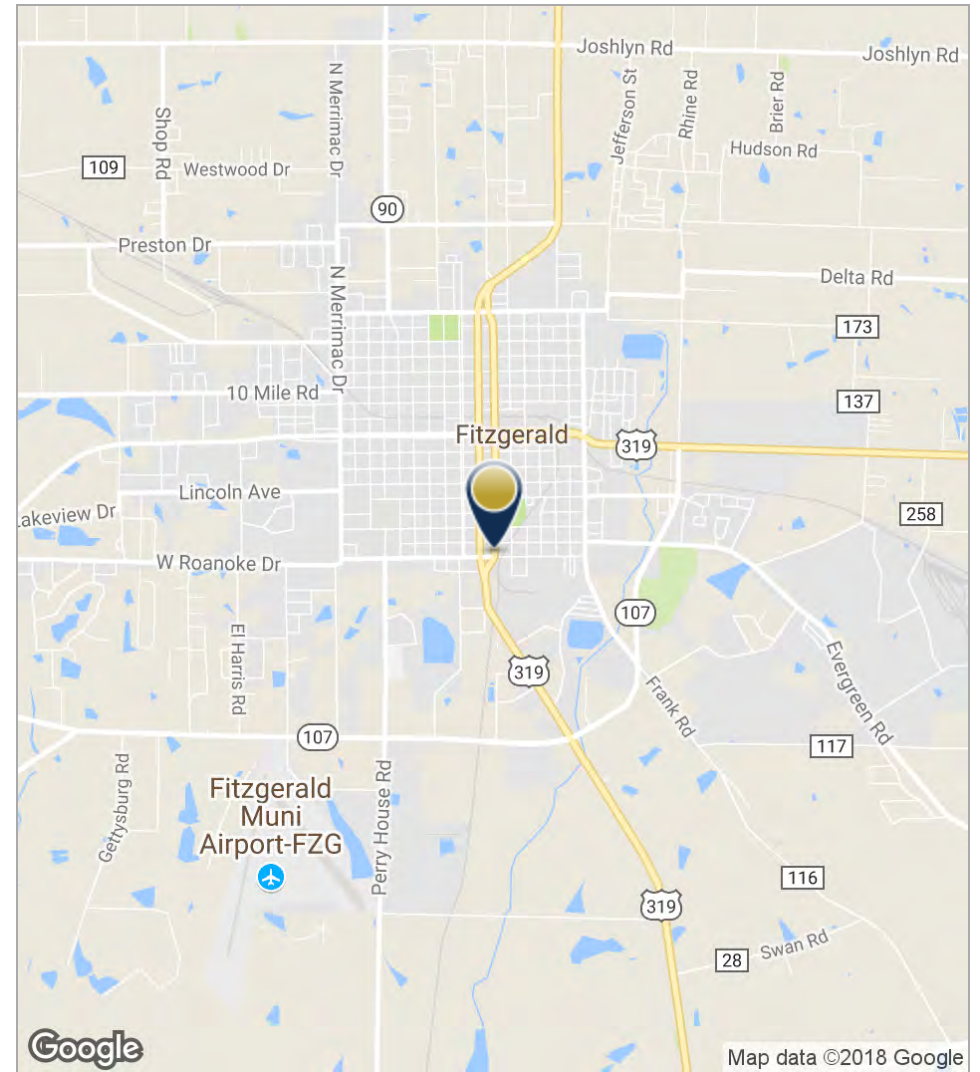 Joshlyn Rd
Joshlyn Rd
N Merrimac Dr
Jefferson St
Rhine Rd
Brier Rd
Shop Rd
Hudson Rd
109
Westwood Dr
90
Preston Dr
N Merrimac Dr
Delta Rd
173
10 Mile Rd
137
Fitzgerald
319
Lincoln Ave
Lakeview Dr
258
W Roanoke Dr
107
El Harris Rd
319
Evergreen Rd
Frank Rd
107
117
Gettysburg Rd
Perry House Rd
Fitzgerald
Muni
Airport-FZG
116
319
Swan Rd
28
Google
Map data ©2018 Google